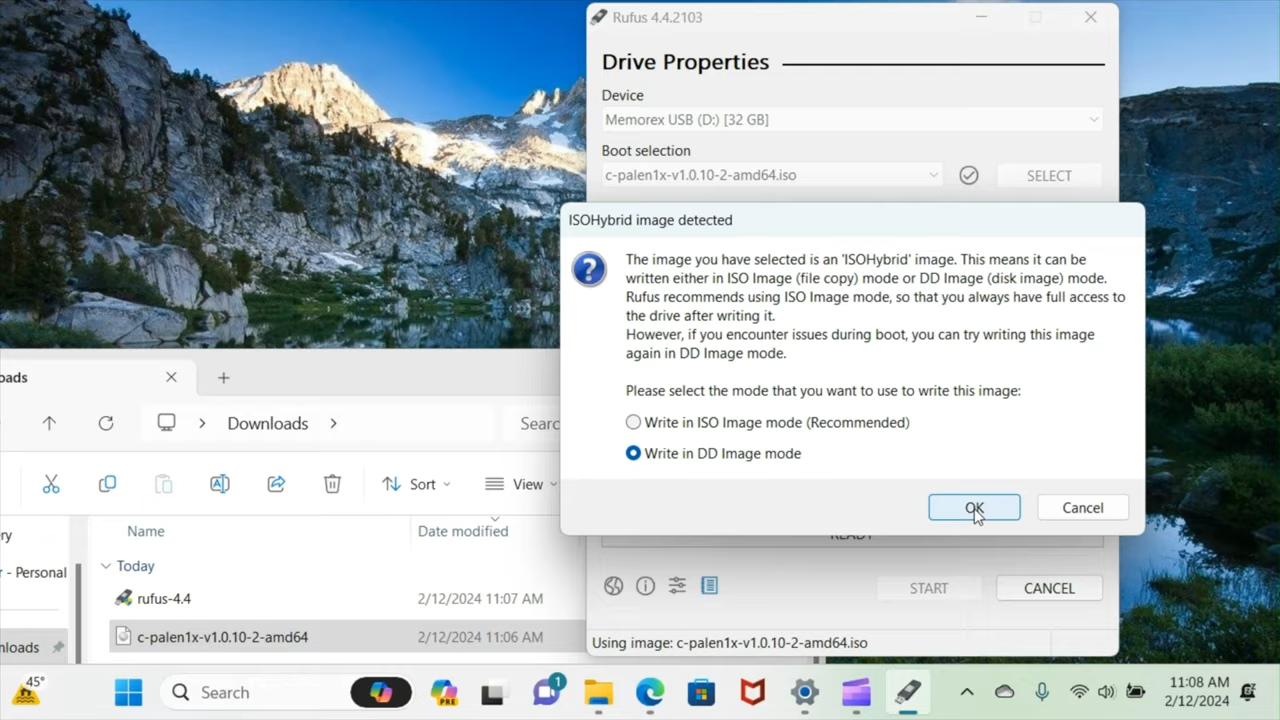 Rufus 4.4.2103
Drive Properties
Device
Memorex USB (D:) [32 GB]
Boot selection
c-palen1x-v1.0.10-2-amd64.iso
SELECT
ISOHybrid image detected
The image you have selected is an 'ISOHybrid' image. This means it can
be written either in ISO Image (file copy) mode or DD Image (disk image) mode.
Rufus recommends using ISO Image mode, so that you always have full access to
the drive after writing it.
However, if you encounter issues during boot, you can try writing this image
again in DD Image mode.
Please select the mode that you want to use to write this image:
Write in ISO Image mode (Recommended)
Write in DD Image mode
OK
Cancel
READY
START
CANCEL
Using image: c-palen1x-v1.0.10-2-amd64.iso
oads
Downloads
Searc
Sort
View
Name
Date modified
ry
Today
r - Personal
rufus-4.4
2/12/2024 11:07 AM
nloads
c-palen1x-v1.0.10-2-amd64
2/12/2024 11:06 AM
45°
Search
PRE
1
11:08 AM
2/12/2024